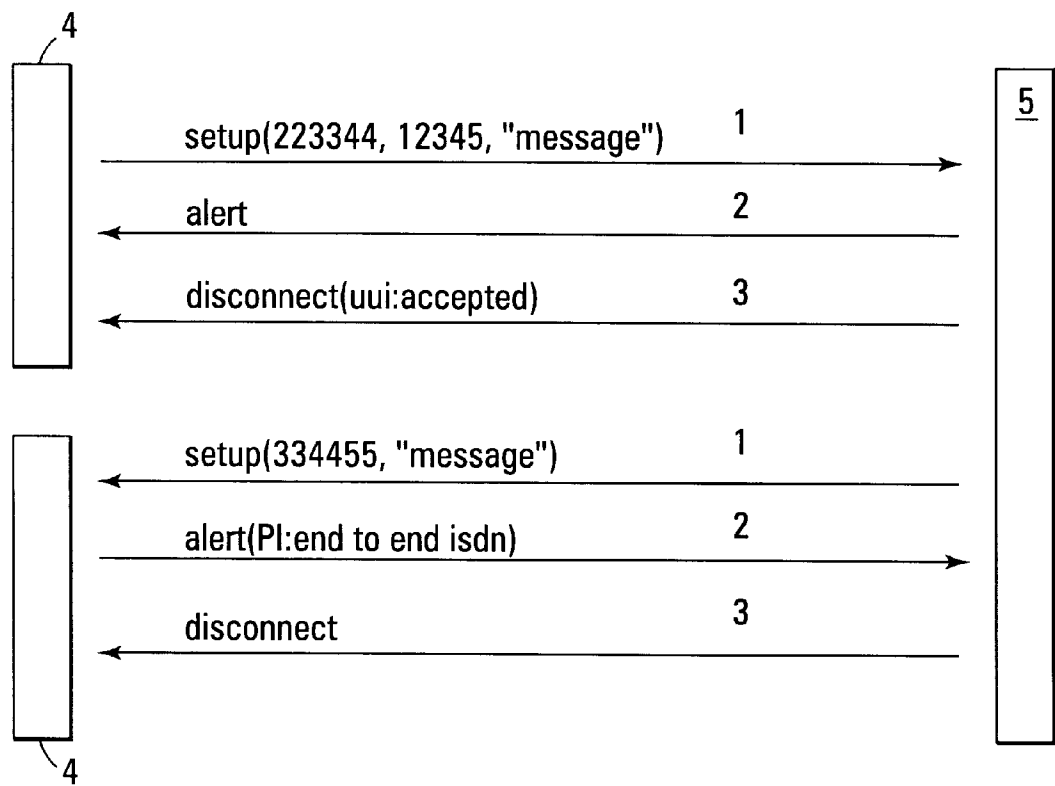 4
5
setup(223344, 12345, "message") 1
alert 2
disconnect(uui:accepted) 3
setup(334455, "message") 1
alert(PI:end to end isdn) 2
disconnect 3
4